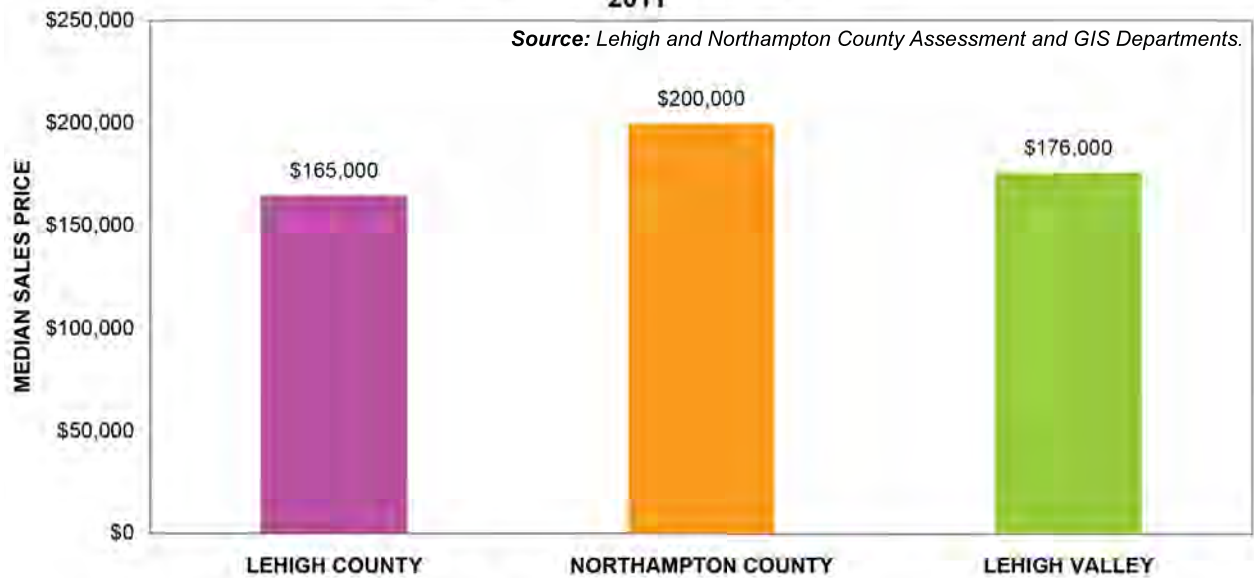 2011
$250,000
Source: Lehigh and Northampton County Assessment and GIS Departments.
$200,000
$200,000
$176,000
$165,000
$150,000
$100,000
$50,000
$0
MEDIAN SALES PRICE
LEHIGH COUNTY
NORTHAMPTON COUNTY
LEHIGH VALLEY